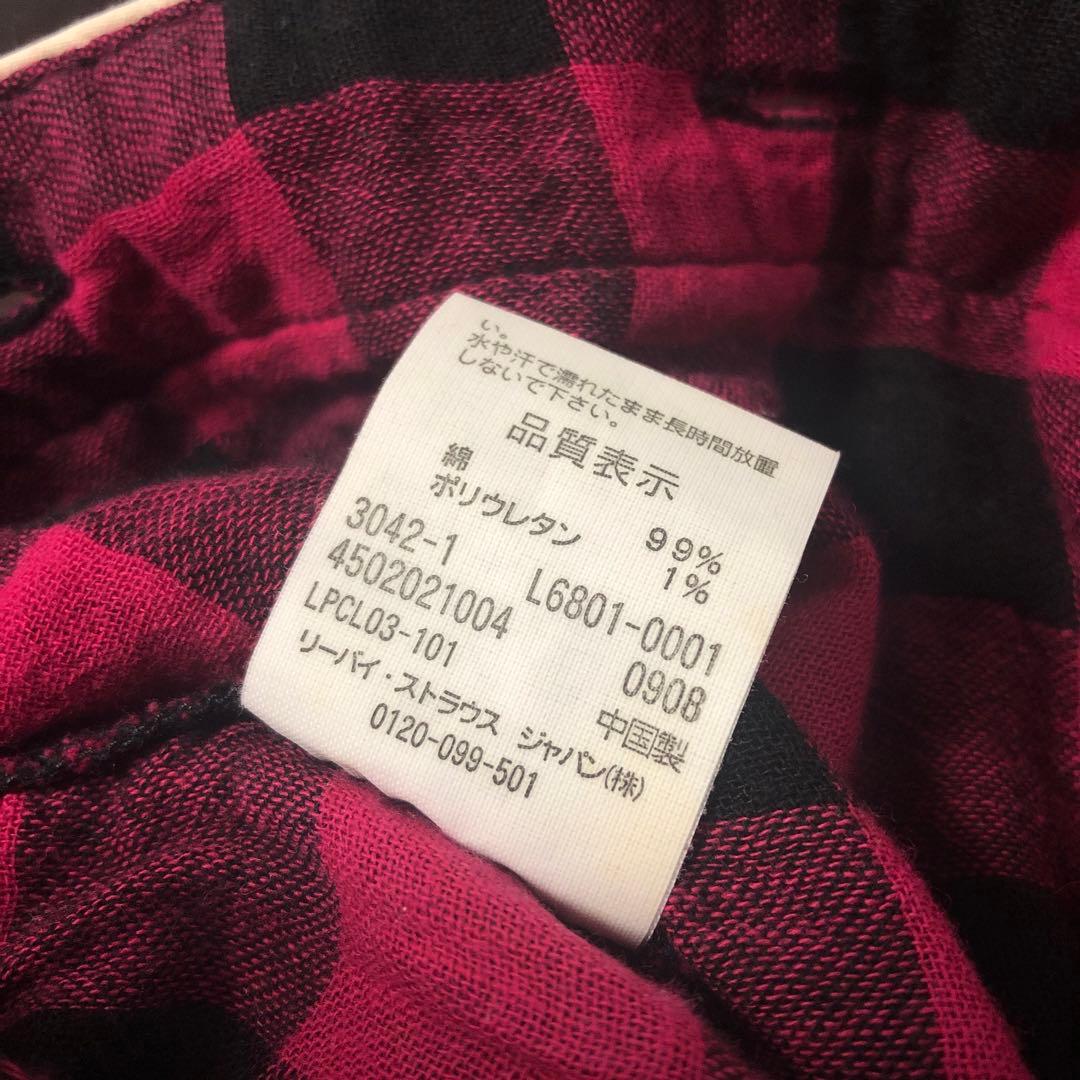 い。
水や汗で濡れたまま長時間放置
しないで下さい。
品質表示
綿 99%
ポリウレタン 1%
3042-1 L6801-0001
4502021004 0908
LPCL03-101 中国製
リーバイ・ストラウス ジャパン(株)
0120-099-501